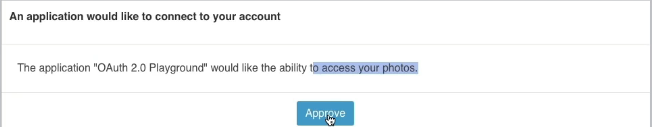 An application would like to connect to your account
The application "OAuth 2.0 Playground" would like the ability to access your photos.
Approve